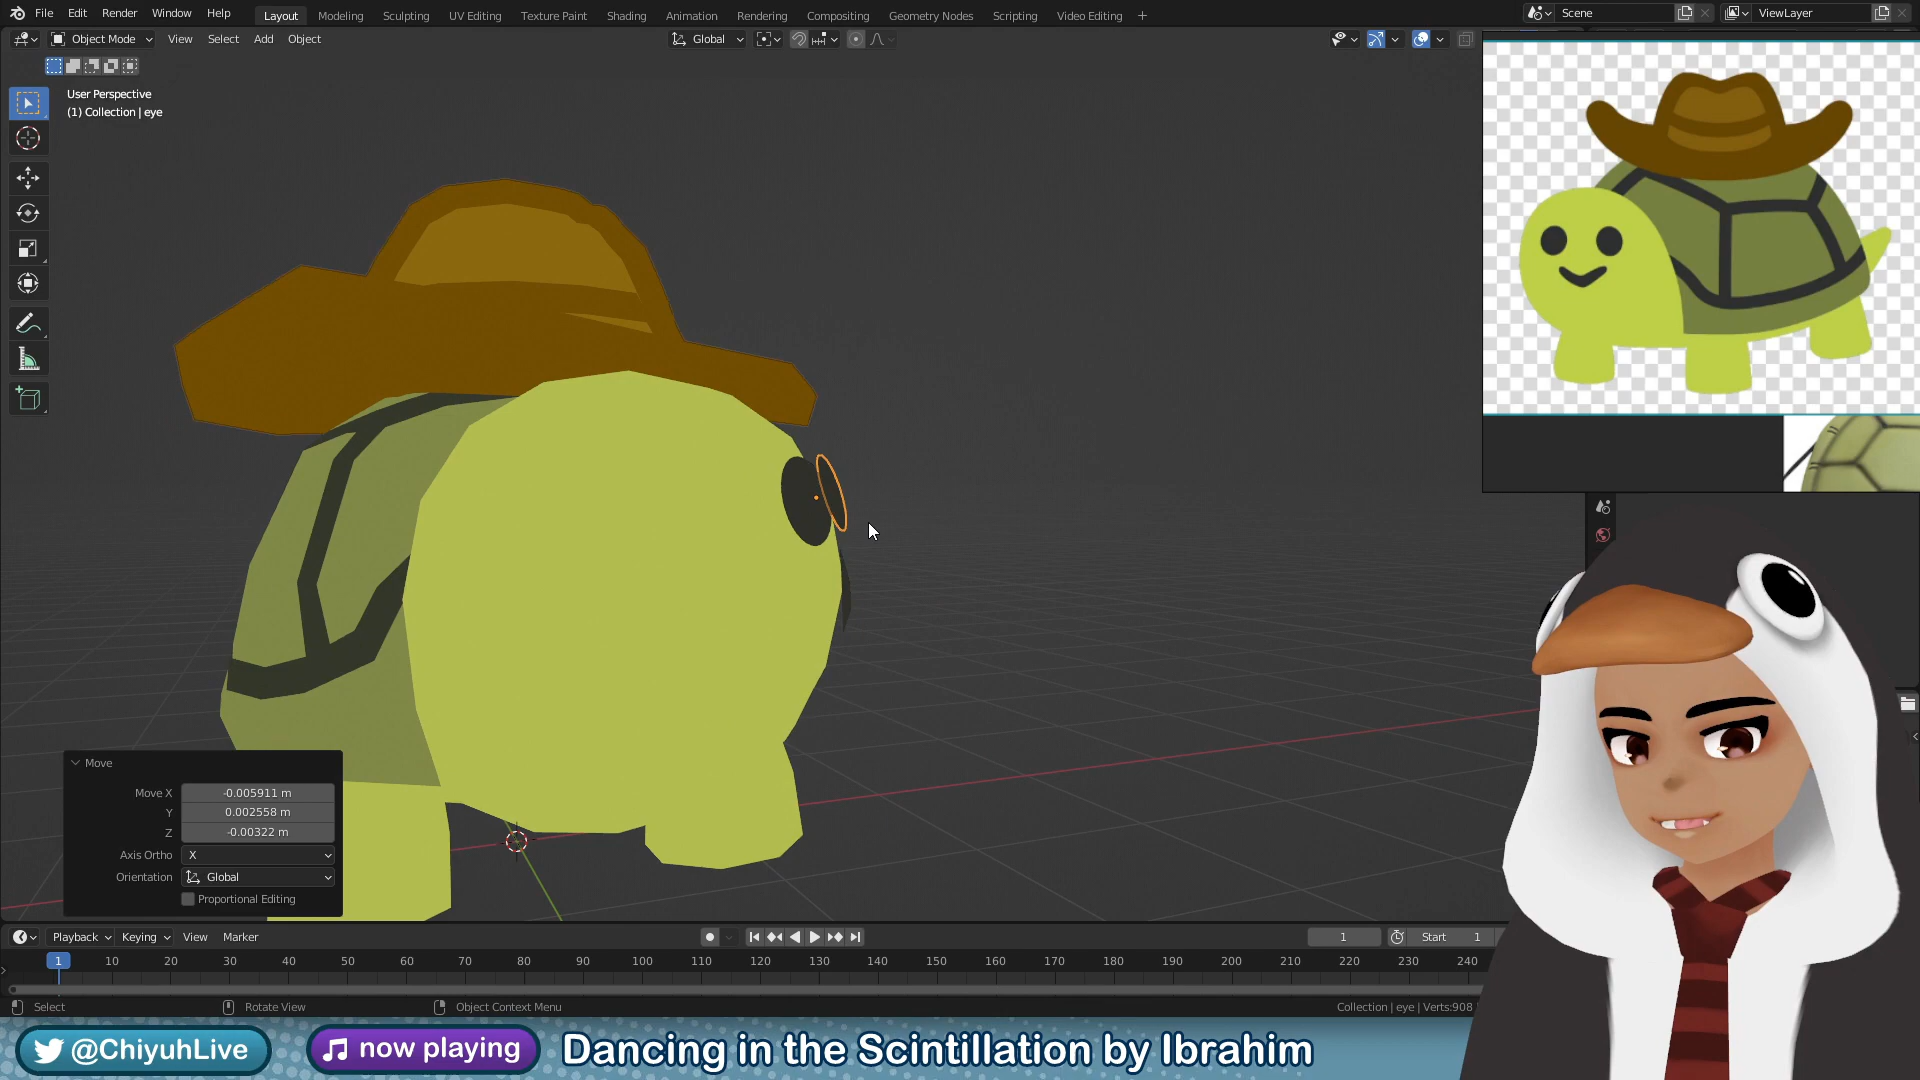 File Edit Render Window Help
Layout Modeling Sculpting UV Editing Texture Paint Shading Animation Rendering Compositing Geometry Nodes Scripting Video Editing +
Scene
ViewLayer
Object Mode
View Select Add Object
Global
User Perspective
(1) Collection | eye
Move
Move X -0.005911 m
Y 0.002558 m
Z -0.00322 m
Axis Ortho X
Orientation Global
Proportional Editing
Playback Keying View Marker
1
Start 1
1 10 20 30 40 50 60 70 80 90 100 110 120 130 140 150 160 170 180 190 200 210 220 230 240
Select
Rotate View
Object Context Menu
Collection | eye | Verts:908
@ChiyuhLive
now playing
Dancing in the Scintillation by Ibrahim